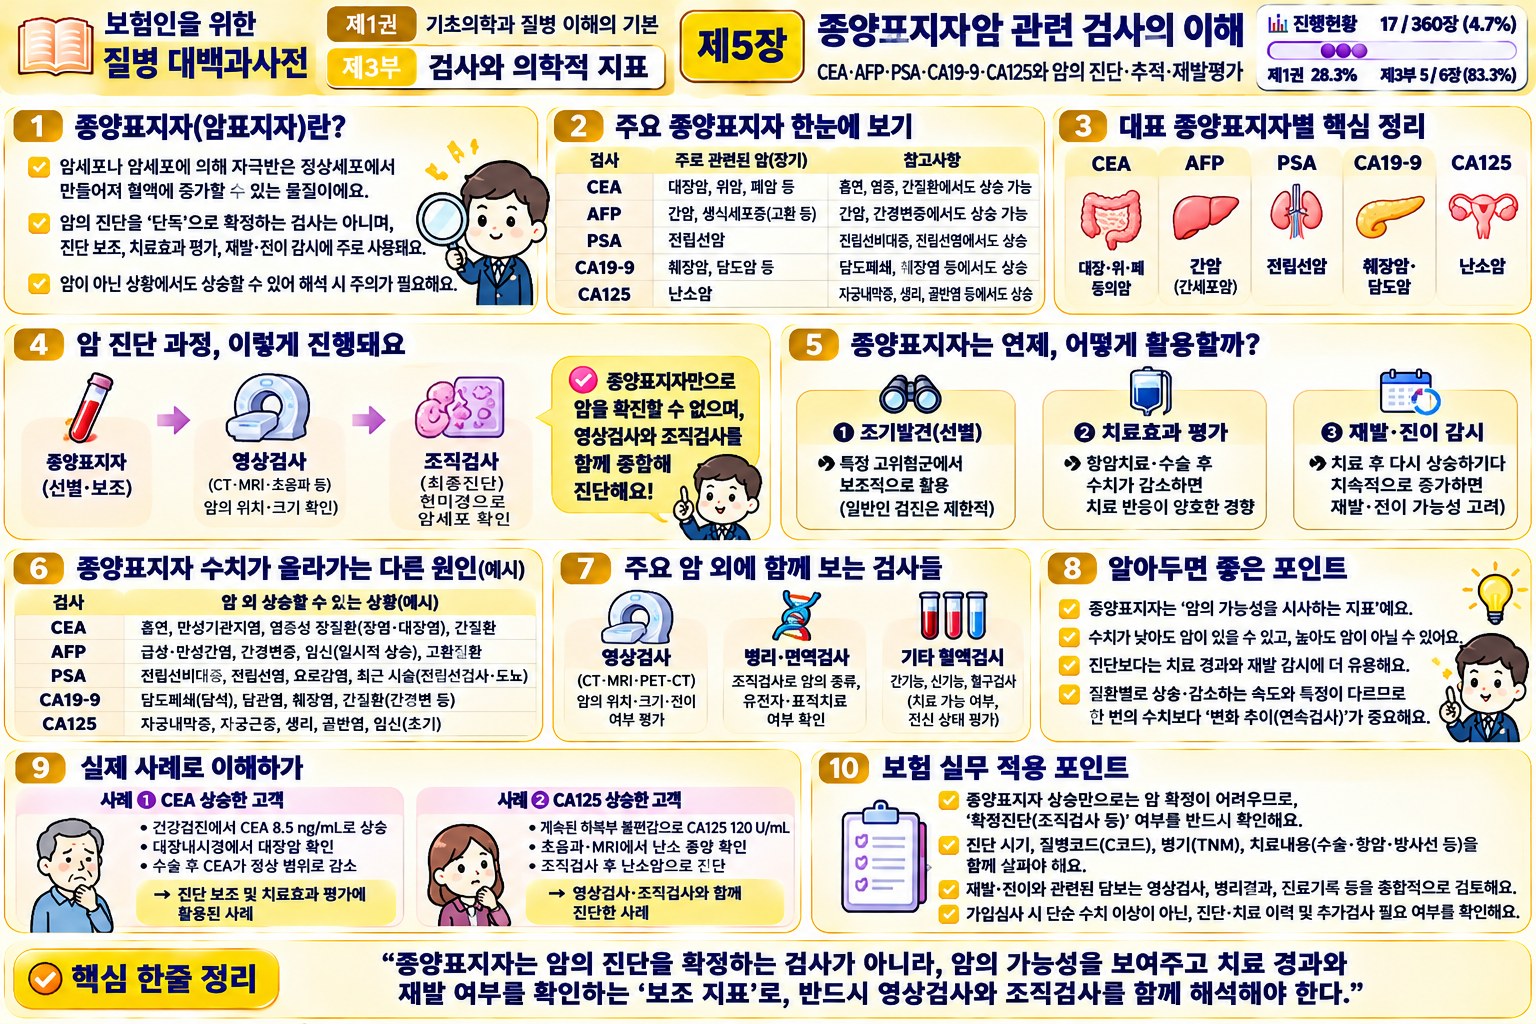 보험인을 위한
질병 대백과사전
제1권 기초의학과 질병 이해의 기본
제3부 검사와 의학적 지표
제5장
종양표지자암 관련 검사의 이해
CEA·AFP·PSA·CA19-9·CA125와 암의 진단·추적·재발평가
진행헌황 17 / 360장 (4.7%)
제1권 28.3% 제3부 5 / 6장(83.3%)
1 종양표지자(암표지자)란?
암세포나 암세포에 의해 자극받은 정상세포에서
만들어져 혈액에 증가할 수 있는 물질이에요.
암의 진단을 ‘단독’으로 확정하는 검사는 아니며,
진단 보조, 치료효과 평가, 재발·전이 감시에 주로 사용돼요.
암이 아닌 상황에서도 상승할 수 있어 해석 시 주의가 필요해요.
2 주요 종양표지자 한눈에 보기
검사 주로 관련된 암(장기) 참고사항
CEA 대장암, 위암, 폐암 등 흡연, 염증, 간질환에서도 상승 가능
AFP 간암, 생식세포종(고환 등) 간암, 간경변증에서도 상승 가능
PSA 전립선암 전립선비대증, 전립선염에서도 상승
CA19-9 췌장암, 담도암 등 담도폐쇄, 췌장염 등에서도 상승
CA125 난소암 자궁내막증, 생리, 골반염 등에서도 상승
3 대표 종양표지자별 핵심 정리
CEA AFP PSA CA19-9 CA125
대장·위·폐
동의암
간암
(간세포암)
전립선암
췌장암·
담도암
난소암
4 암 진단 과정, 이렇게 진행돼요
종양표지자
(선별·보조)
영상검사
(CT·MRI·초음파 등)
암의 위치·크기 확인)
조직검사
(최종진단)
현미경으로
암세포 확인
종양표지자만으로
암을 확진할 수 없으며,
영상검사와 조직검사를
함께 종합해
진단해요!
5 종양표지자는 연제, 어떻게 활용할까?
❶ 조기발견(선별)
특정 고위험군에서
보조적으로 활용
(일반인 검진은 제한적)
❷ 치료효과 평가
항암치료·수술 후
수치가 감소하면
치료 반응이 양호한 경향
❸ 재발·진이 감시
치료 후 다시 상숭하기다
치속적으로 증가하면
재발·전이 가능성 고려)
6 종양표지자 수치가 올라가는 다른 원인(예시)
검사 암 외 상승할 수 있는 상황(예시)
CEA 흡연, 만성기관지염, 염증성 장질환(장염·대장염), 간질환
AFP 급성·만성간염, 간경변증, 임신(일시적 상승), 고환질환
PSA 전립선비대증, 전립선염, 요로감염, 최근 시술(전립선검사·도뇨)
CA19-9 담도폐쇄(담석), 담관염, 췌장염, 간질환(간경변 등)
CA125 자궁내막증, 자궁근종, 생리, 골반염, 임신(초기)
7 주요 암 외에 함께 보는 검사들
영상검사
(CT·MRI·PET-CT)
암의 위치·크기·전이
여부 평가
병리·면역검사
조직검사로 암의 종류,
유전자·표적치료
여부 확인
기타 혈액검시
간기능, 신기능, 혈구검사
(치료 가능 여부,
전신 상태 평가)
8 알아두면 좋은 포인트
종양표지자는 ‘암의 가능성을 시사하는 지표’예요.
수치가 낮아도 암이 있을 수 있고, 높아도 암이 아닐 수 있어요.
진단보다는 치료 경과와 재발 감시에 더 유용해요.
질환별로 상승·감소하는 속도와 특정이 다르므로
한 번의 수치보다 ‘변화 추이(연속검사)’가 중요해요.
9 실제 사례로 이해하가
사례 ❶ CEA 상승한 고객
• 건강검진에서 CEA 8.5 ng/mL로 상승
• 대장내시경에서 대장암 확인
• 수술 후 CEA가 정상 범위로 감소
→ 진단 보조 및 치료효과 평가에
활용된 사례
사례 ❷ CA125 상승한 고객
• 계속된 하복부 불편감으로 CA125 120 U/mL
• 초음과·MRI에서 난소 종양 확인
• 조직검사 후 난소암으로 진단
→ 영상검사·조직검사와 함께
진단한 사례
10 보험 실무 적용 포인트
종양표지자 상승만으로는 암 확정이 어려우므로,
‘확정진단(조직검사 등)’ 여부를 반드시 확인해요.
진단 시기, 질병코드(C코드), 병기(TNM), 치료내용(수술·항암·방사선 등)을
함께 살펴야 해요.
재발·전이와 관련된 담보는 영상검사, 병리결과, 진료기록 등을 종합적으로 검토해요.
가입심사 시 단순 수치 이상이 아닌, 진단·치료 이력 및 추가검사 필요 여부를 확인해요.
핵심 한줄 정리
“종양표지자는 암의 진단을 확정하는 검사가 아니라, 암의 가능성을 보여주고 치료 경과와
재발 여부를 확인하는 ‘보조 지표’로, 반드시 영상검사와 조직검사를 함께 해석해야 한다.”